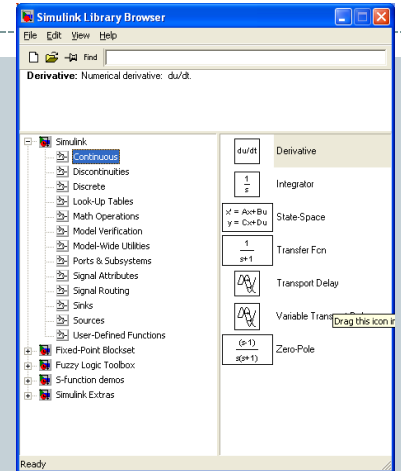 Simulink Library Browser
File Edit View Help
Find
Derivative: Numerical derivative: du/dt.
Simulink
Continuous
Discontinuities
Discrete
Look-Up Tables
Math Operations
Model Verification
Model-Wide Utilities
Ports & Subsystems
Signal Attributes
Signal Routing
Sinks
Sources
User-Defined Functions
Fixed-Point Blockset
Fuzzy Logic Toolbox
S-function demos
Simulink Extras
du/dt Derivative
1
s
Integrator
x' = Ax+Bu
y = Cx+Du
State-Space
1
s+1
Transfer Fcn
Transport Delay
Variable Trans
Drag this icon in
(s-1)
s(s+1)
Zero-Pole
Ready